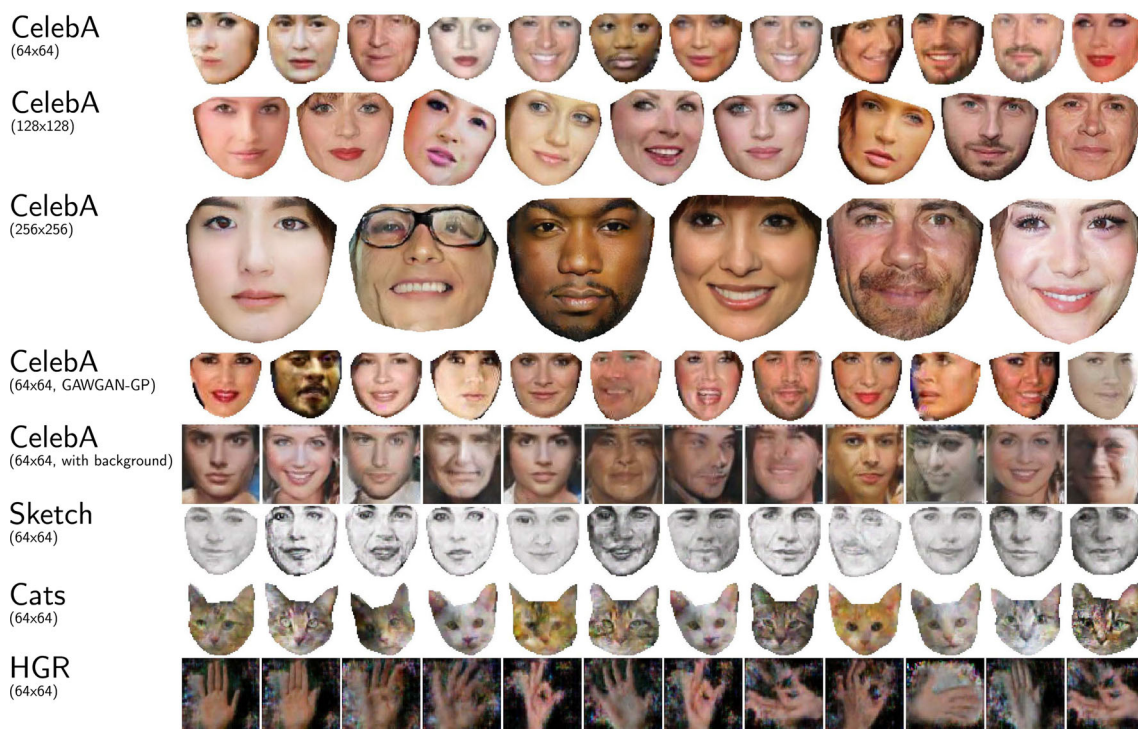 CelebA
(64x64)
CelebA
(128x128)
CelebA
(256x256)
CelebA
(64x64, GAWGAN-GP)
CelebA
(64x64, with background)
Sketch
(64x64)
Cats
(64x64)
HGR
(64x64)